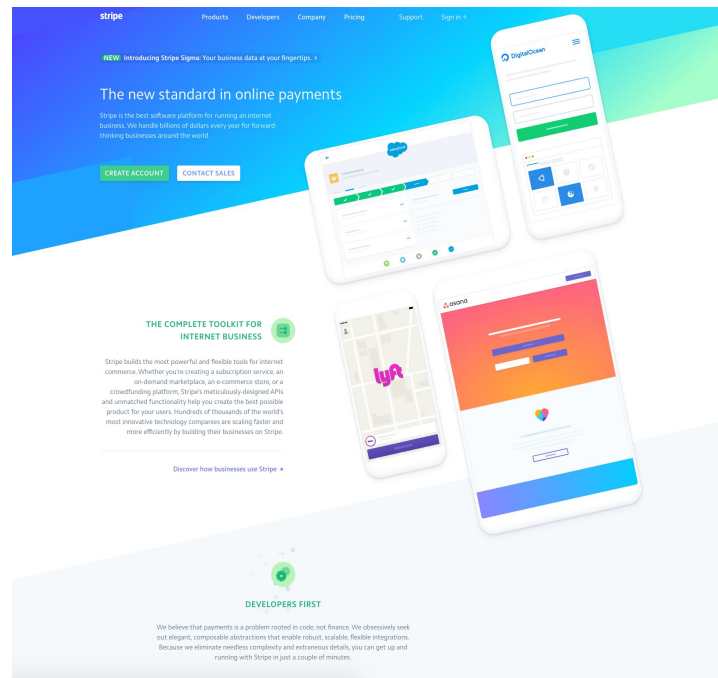 stripe
Products Developers Company Pricing Support Sign in →
NEW Introducing Stripe Sigma: Your business data at your fingertips. >
The new standard in online payments
Stripe is the best software platform for running an internet
business. We handle billions of dollars every year for forward-
thinking businesses around the world.
CREATE ACCOUNT CONTACT SALES
DigitalOcean
salesforce
THE COMPLETE TOOLKIT FOR
INTERNET BUSINESS
Stripe builds the most powerful and flexible tools for internet
commerce. Whether you're creating a subscription service, an
on-demand marketplace, an e-commerce store, or a
crowdfunding platform, Stripe's meticulously-designed APIs
and unmatched functionality help you create the best possible
product for your users. Hundreds of thousands of the world's
most innovative technology companies are scaling faster and
more efficiently by building their businesses on Stripe.
Discover how businesses use Stripe →
lyft
asana
DEVELOPERS FIRST
We believe that payments is a problem rooted in code, not finance. We obsessively seek
out elegant, composable abstractions that enable robust, scalable, flexible integrations.
Because we eliminate needless complexity and extraneous details, you can get up and
running with Stripe in just a couple of minutes.